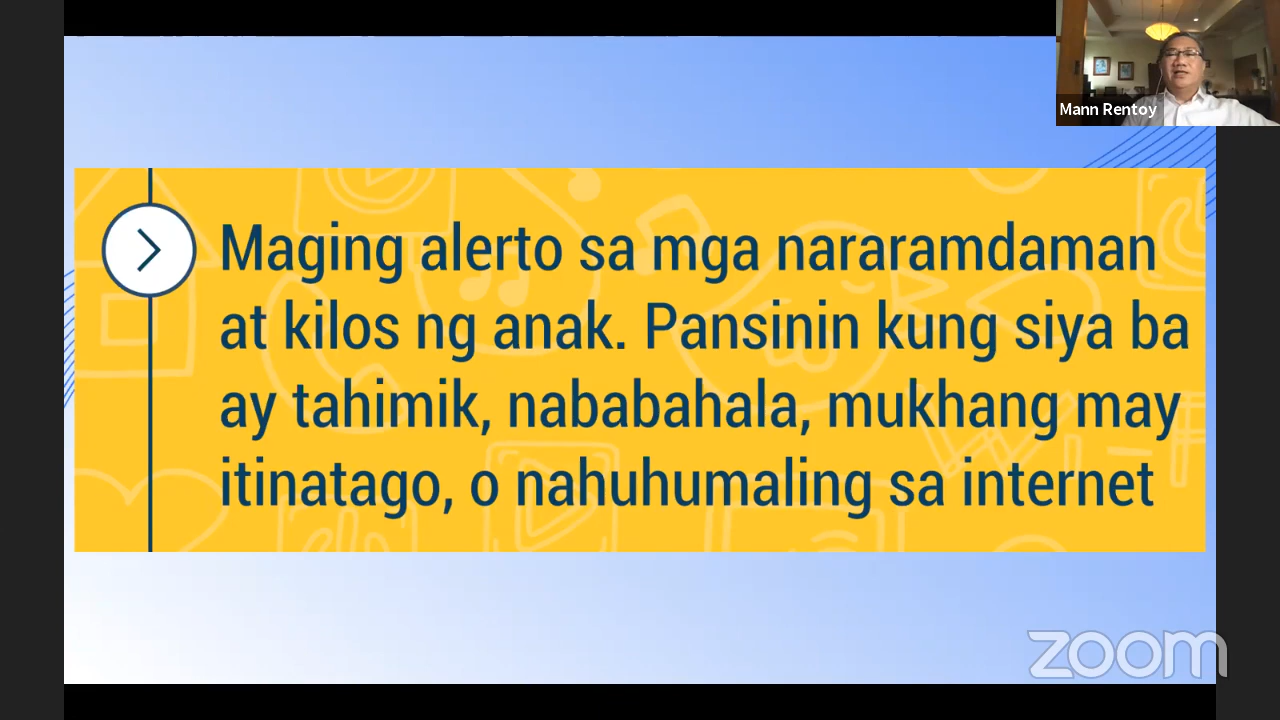 Mann Rentoy
Maging alerto sa mga nararamdaman
at kilos ng anak. Pansinin kung siya ba
ay tahimik, nababahala, mukhang may
itinatago, o nahuhumaling sa internet
zoom